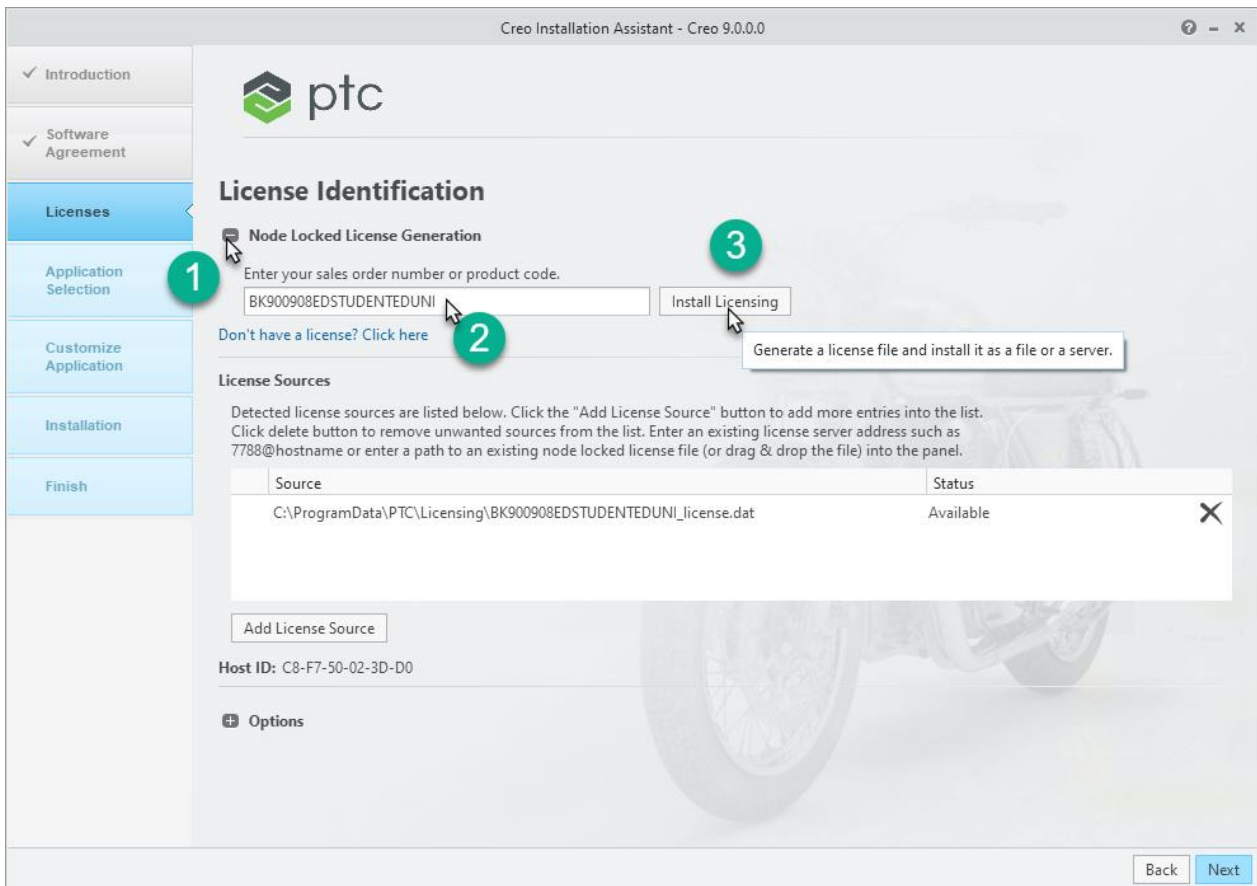 Creo Installation Assistant - Creo 9.0.0.0
Introduction
Software
Agreement
Licenses
Application
Selection
Customize
Application
Installation
Finish
ptc
License Identification
Node Locked License Generation
1
3
Enter your sales order number or product code.
BK900908EDSTUDENTEDUNI
Install Licensing
2
Don't have a license? Click here
Generate a license file and install it as a file or a server.
License Sources
Detected license sources are listed below. Click the "Add License Source" button to add more entries into the list.
Click delete button to remove unwanted sources from the list. Enter an existing license server address such as
7788@hostname or enter a path to an existing node locked license file (or drag & drop the file) into the panel.
Source Status
C:\ProgramData\PTC\Licensing\BK900908EDSTUDENTEDUNI_license.dat Available
Add License Source
Host ID: C8-F7-50-02-3D-D0
Options
Back Next